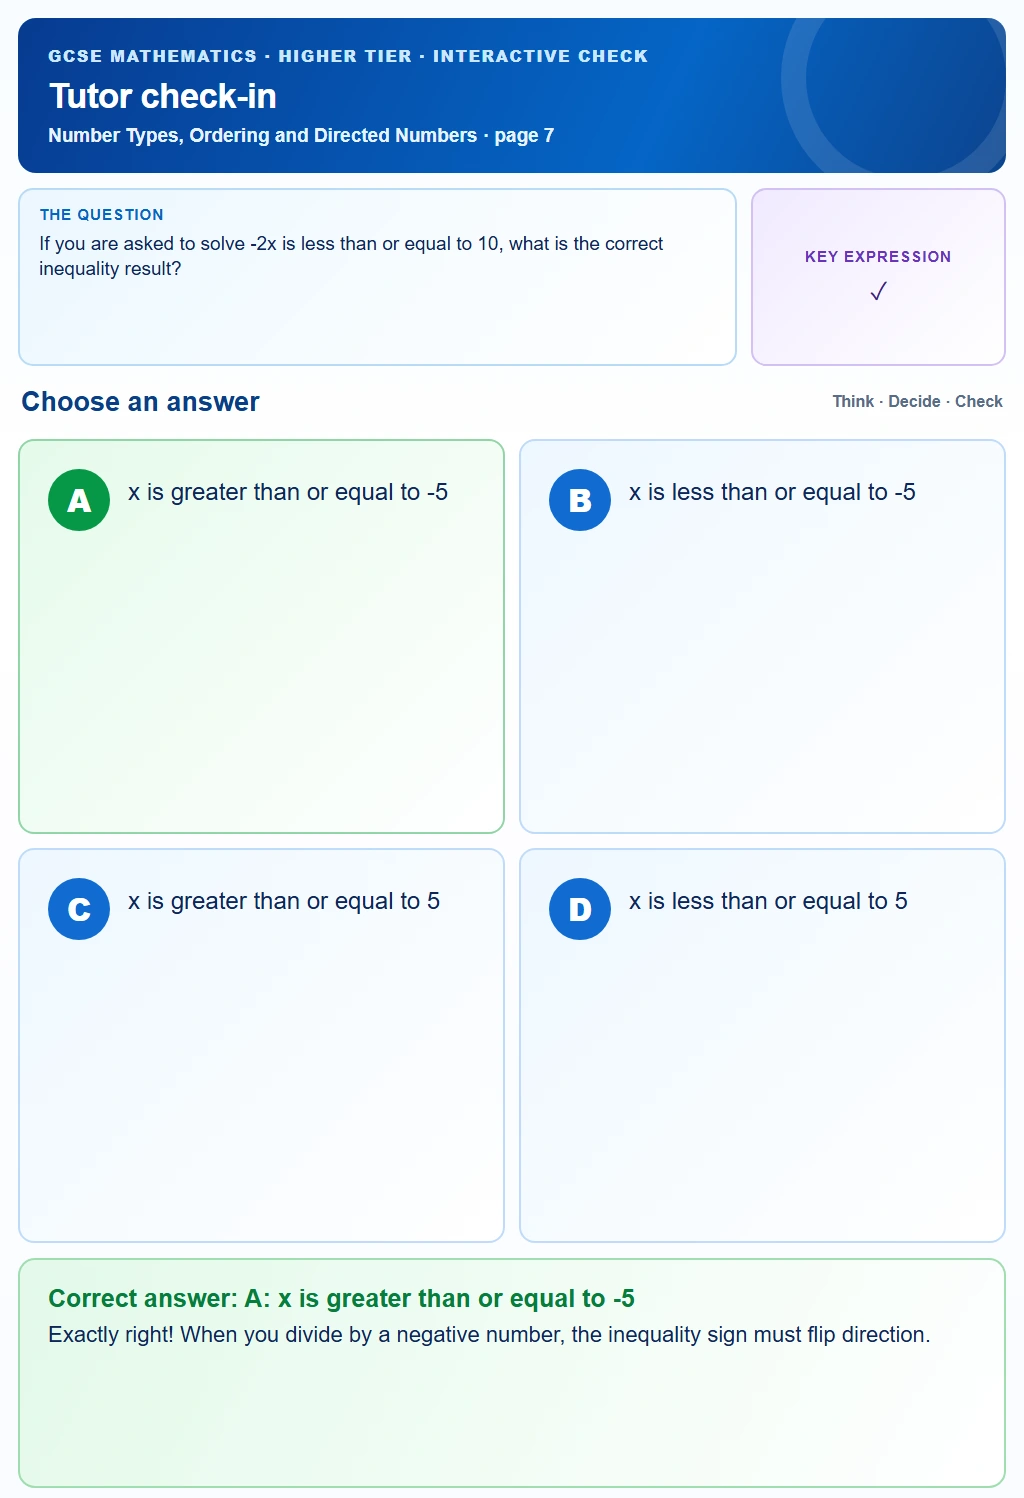 GCSE MATHEMATICS · HIGHER TIER · INTERACTIVE CHECK
Tutor check-in
Number Types, Ordering and Directed Numbers · page 7
THE QUESTION
If you are asked to solve -2x is less than or equal to 10, what is the correct
inequality result?
KEY EXPRESSION
✓
Choose an answer
Think · Decide · Check
A x is greater than or equal to -5
B x is less than or equal to -5
C x is greater than or equal to 5
D x is less than or equal to 5
Correct answer: A: x is greater than or equal to -5
Exactly right! When you divide by a negative number, the inequality sign must flip direction.